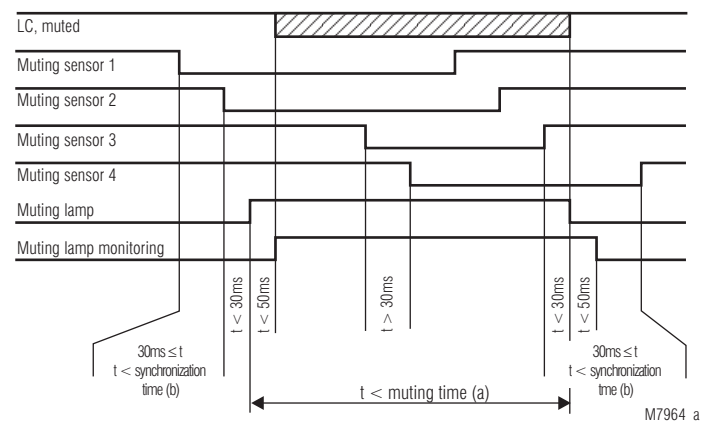 LC, muted
Muting sensor 1
Muting sensor 2
Muting sensor 3
Muting sensor 4
Muting lamp
Muting lamp monitoring
t < 30ms
t < 50ms
t > 30ms
t < 30ms
t < 50ms
30ms ≤ t
t < synchronization
time (b)
30ms ≤ t
t < synchronization
tme (b)
t < muting time (a)
M7964 a